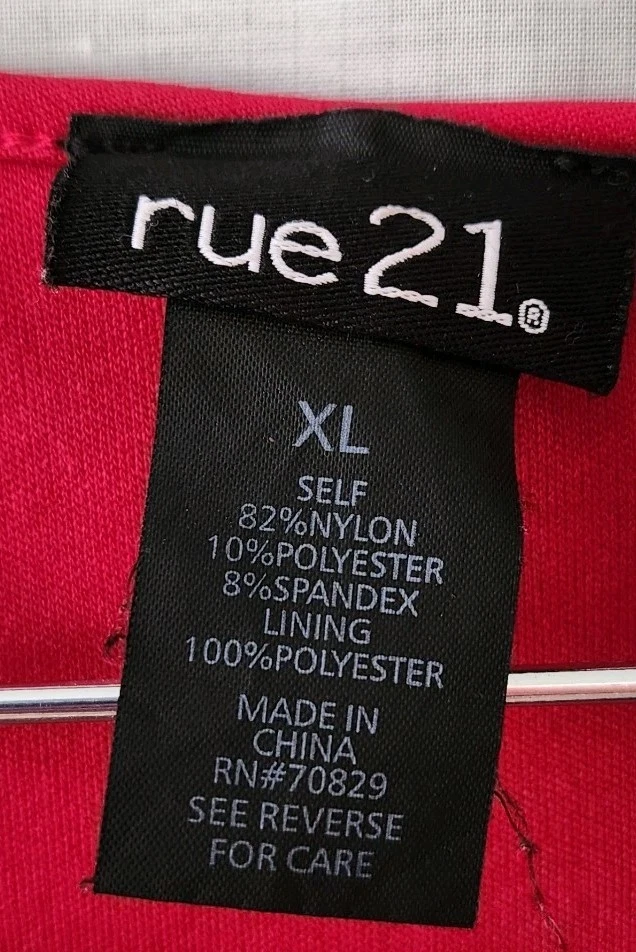 rue21®
XL
SELF
82%NYLON
10%POLYESTER
8%SPANDEX
LINING
100%POLYESTER
MADE IN
CHINA
RN#70829
SEE REVERSE
FOR CARE